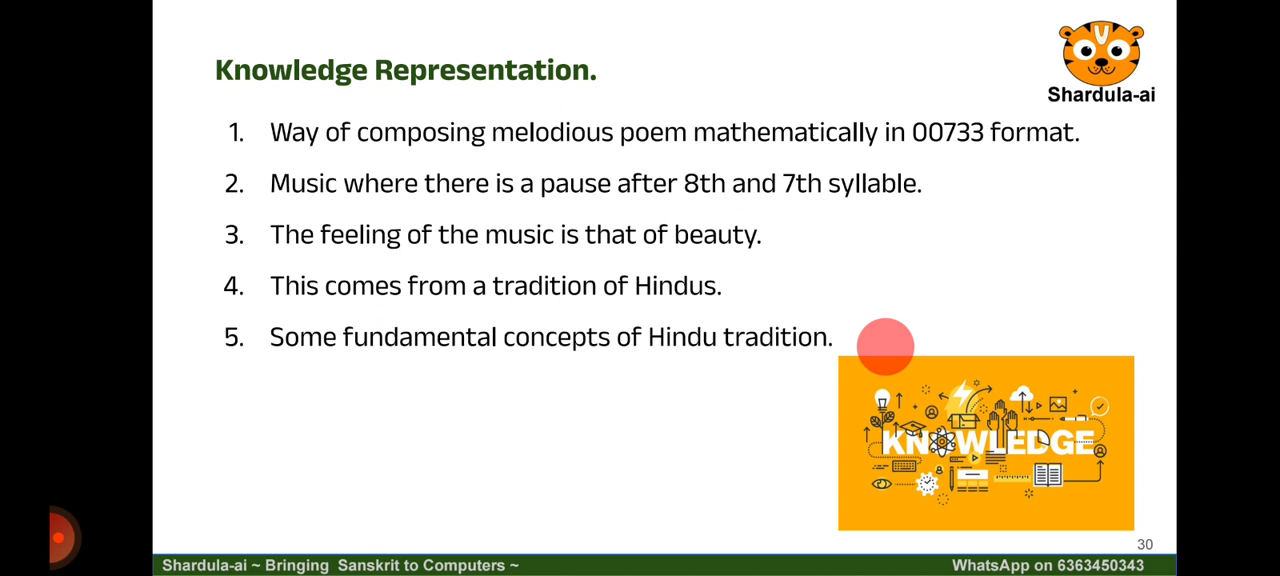 Shardula-ai
Knowledge Representation.
1. Way of composing melodious poem mathematically in 00733 format.
2. Music where there is a pause after 8th and 7th syllable.
3. The feeling of the music is that of beauty.
4. This comes from a tradition of Hindus.
5. Some fundamental concepts of Hindu tradition.
KNOWLEDGE
30
Shardula-ai ~ Bringing Sanskrit to Computers ~
WhatsApp on 6363450343